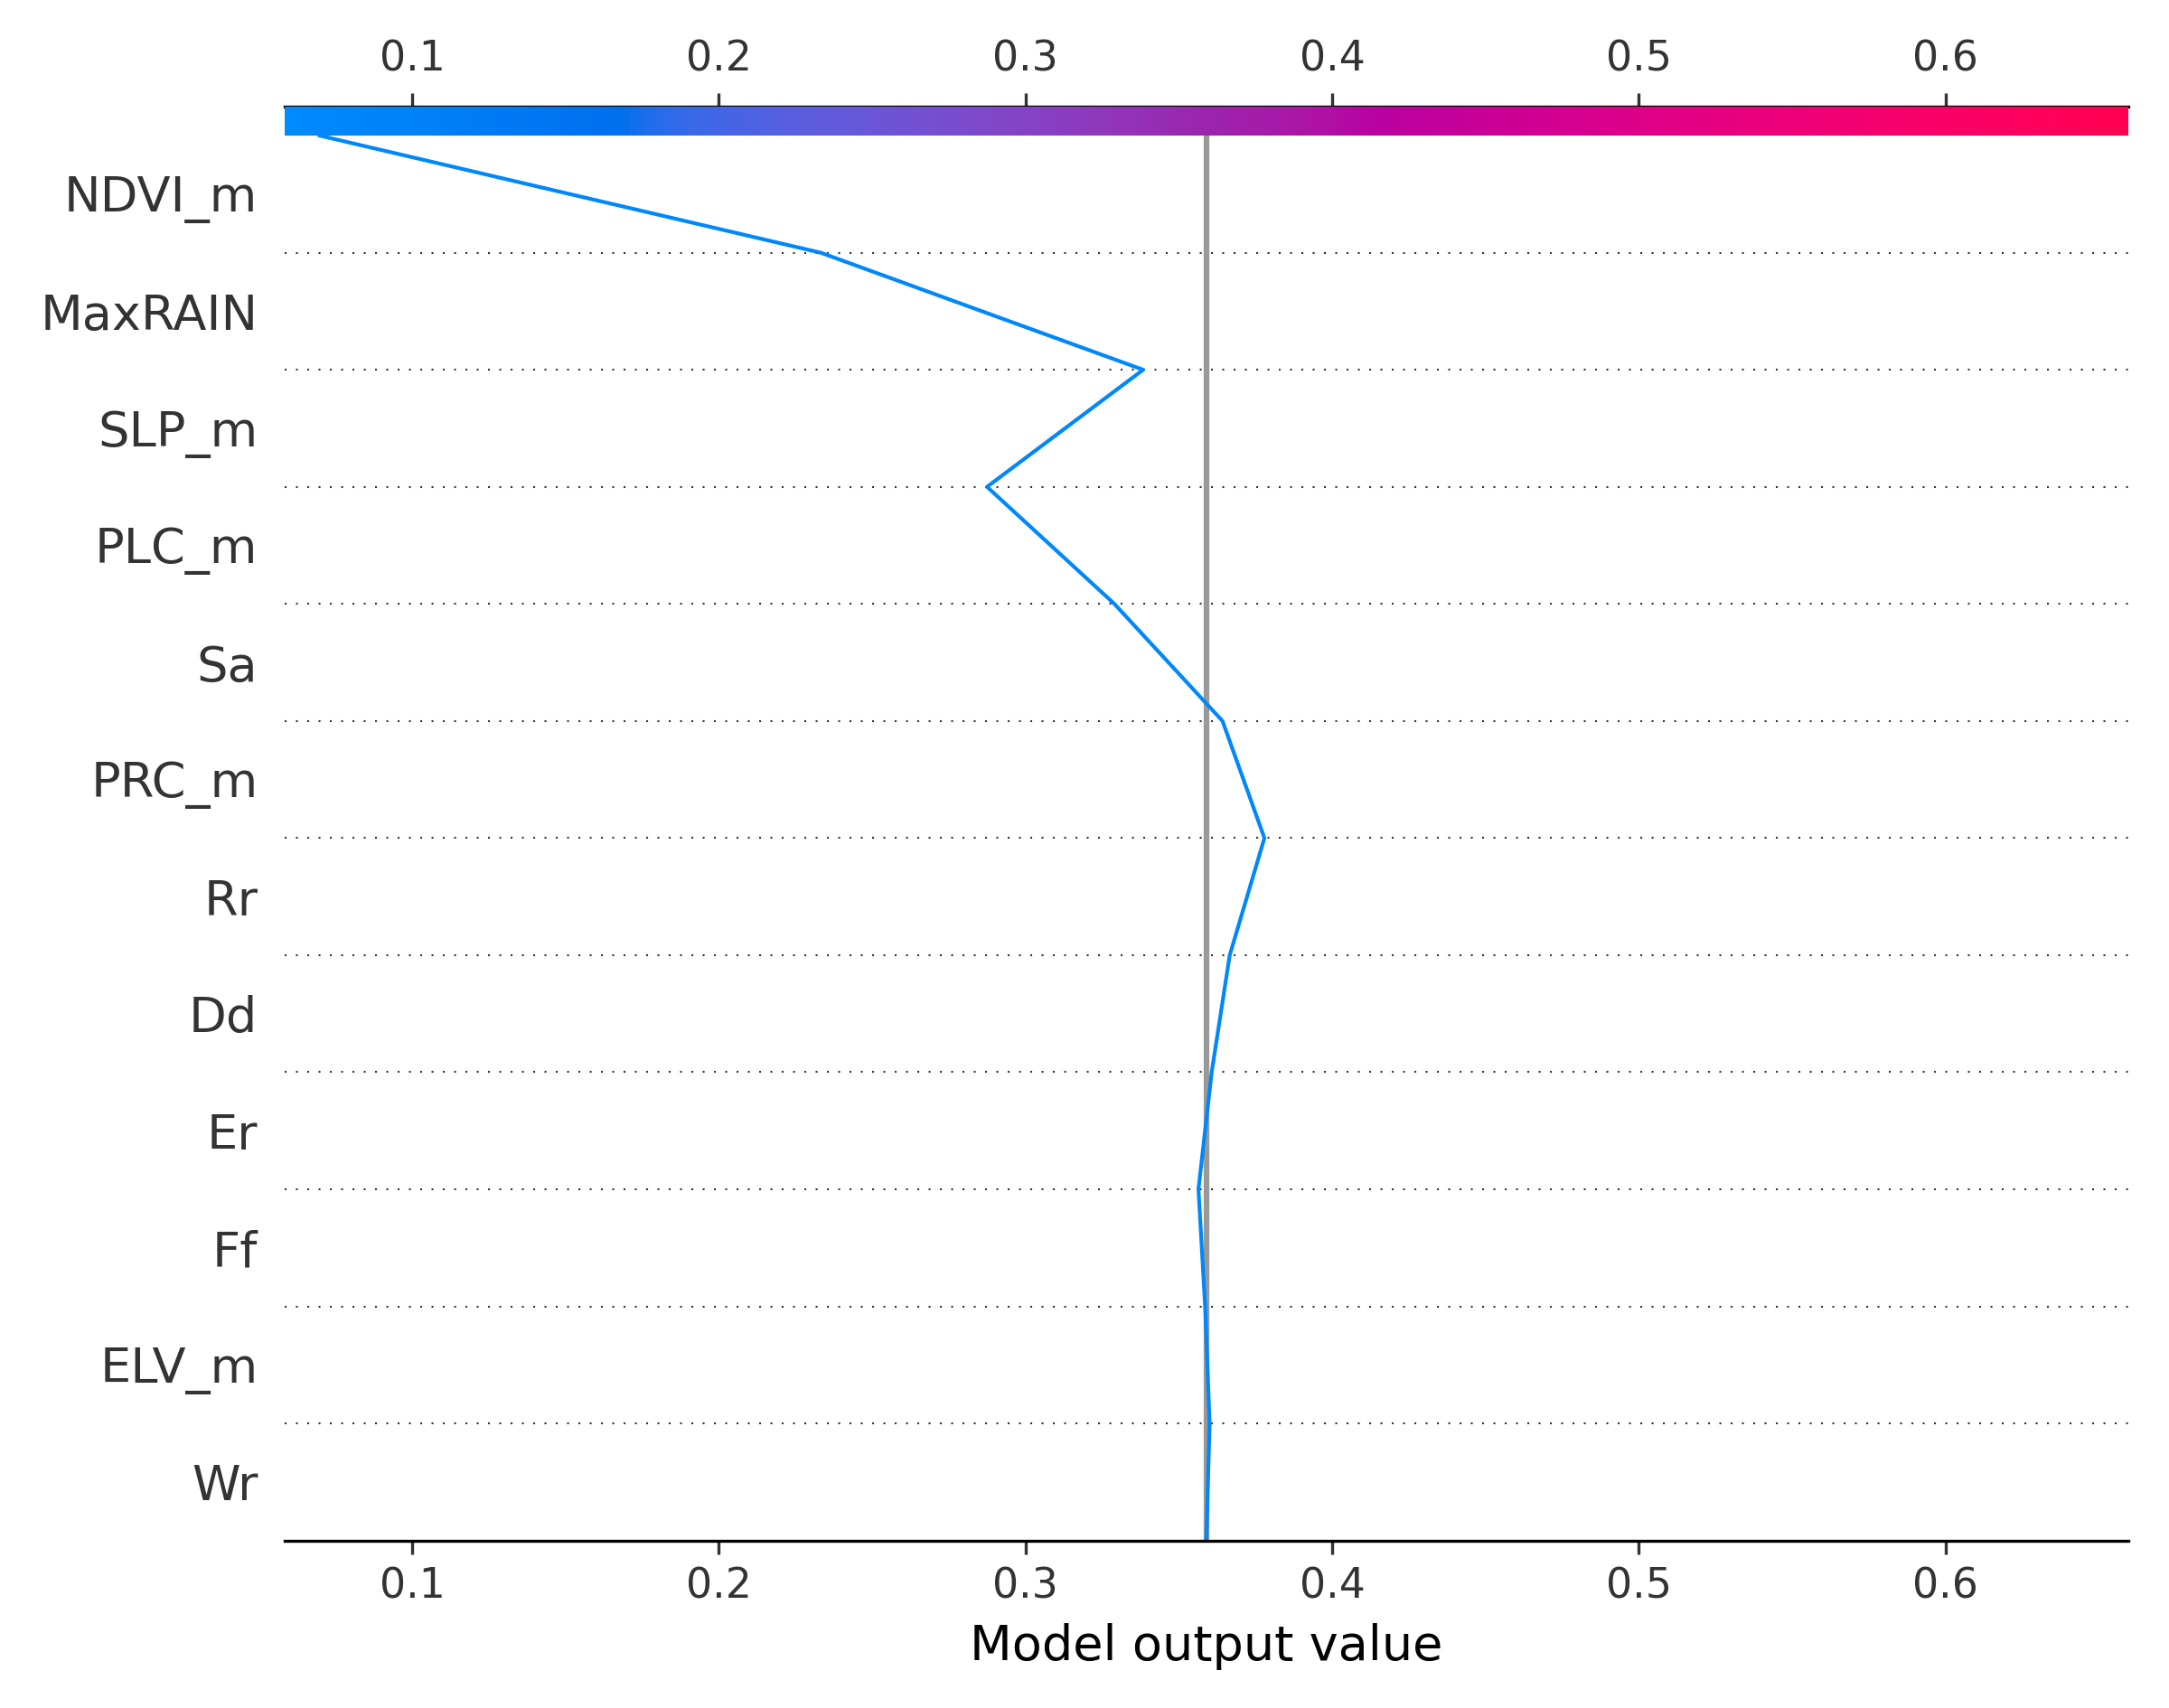 0.1 0.2 0.3 0.4 0.5 0.6
NDVI_m
MaxRAIN
SLP_m
PLC_m
Sa
PRC_m
Rr
Dd
Er
Ff
ELV_m
Wr
0.1 0.2 0.3 0.4 0.5 0.6
Model output value